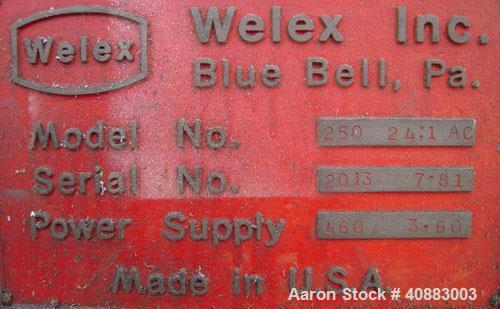 Welex
Welex Inc.
Blue Bell, Pa.
Model No. 250 24:1 AC
Serial No. 2013 7·81
Power Supply 460 3·60
Made in U.S.A.
Aaron Stock # 40883003